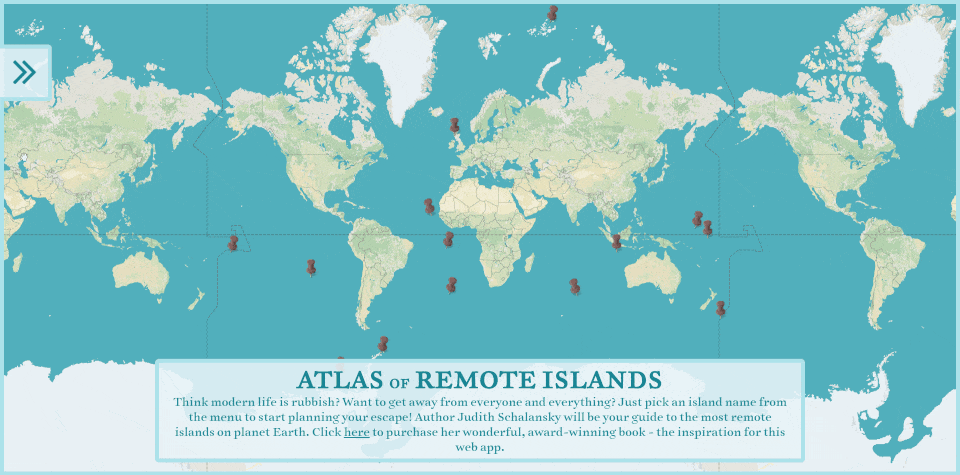 ATLAS OF REMOTE ISLANDS
Think modern life is rubbish? Want to get away from everyone and everything? Just pick an island name from
the menu to start planning your escape! Author Judith Schalansky will be your guide to the most remote
islands on planet Earth. Click here to purchase her wonderful, award-winning book - the inspiration for this
web app.